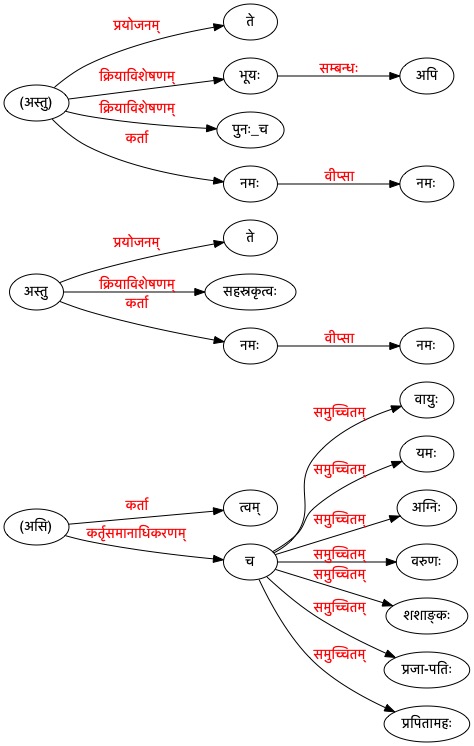 प्रयोजनम् ते
(अस्तु) क्रियाविशेषणम् भूयः सम्बन्धः अपि
क्रियाविशेषणम् पुनः_च
कर्ता नमः वीप्सा नमः
प्रयोजनम् ते
अस्तु क्रियाविशेषणम् सहस्रकृत्वः
कर्ता नमः वीप्सा नमः
समुच्चितम् वायुः
समुच्चितम् यमः
(असि) कर्ता त्वम् समुच्चितम् अग्निः
कर्तृसमानाधिकरणम् च समुच्चितम् वरुणः
समुच्चितम् शशाङ्कः
समुच्चितम् प्रजा-पतिः
समुच्चितम् प्रपितामहः